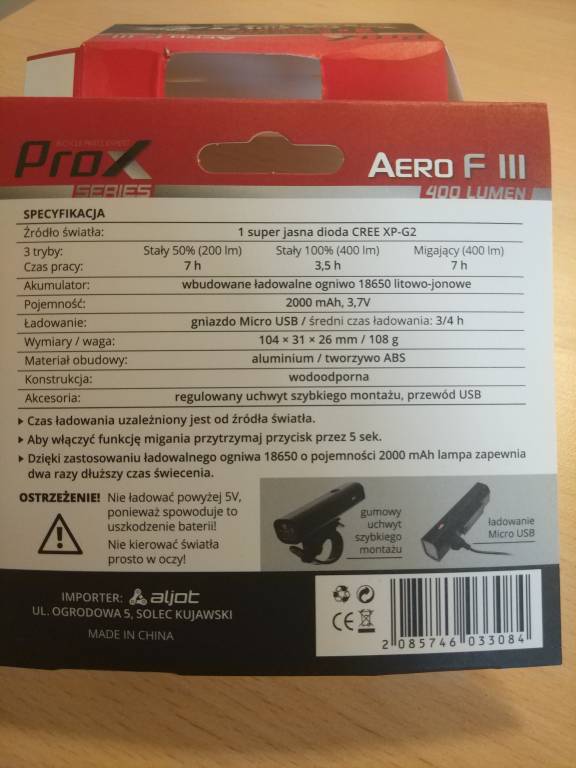 ProX
AERO F III
ProX
SERIES
AERO F III
400 LUMEN
SPECYFIKACJA
Źródło światła: 1 super jasna dioda CREE XP-G2
3 tryby: Stały 50% (200 lm) Stały 100% (400 lm) Migający (400 lm)
Czas pracy: 7 h 3,5 h 7 h
Akumulator: wbudowane ładowalne ogniwo 18650 litowo-jonowe
Pojemność: 2000 mAh, 3,7V
Ładowanie: gniazdo Micro USB / średni czas ładowania: 3/4 h
Wymiary / waga: 104 × 31 × 26 mm / 108 g
Materiał obudowy: aluminium / tworzywo ABS
Konstrukcja: wodoodporna
Akcesoria: regulowany uchwyt szybkiego montażu, przewód USB
▸ Czas ładowania uzależniony jest od źródła światła.
▸ Aby włączyć funkcję migania przytrzymaj przycisk przez 5 sek.
▸ Dzięki zastosowaniu ładowalnego ogniwa 18650 o pojemności 2000 mAh lampa zapewnia
dwa razy dłuższy czas świecenia.
OSTRZEŻENIE! Nie ładować powyżej 5V,
ponieważ spowoduje to
uszkodzenie baterii!
Nie kierować światła
prosto w oczy!
gumowy
uchwyt
szybkiego
montażu
ładowanie
Micro USB
IMPORTER: aljot
UL. OGRODOWA 5, SOLEC KUJAWSKI
MADE IN CHINA
CE
2 085746 033084